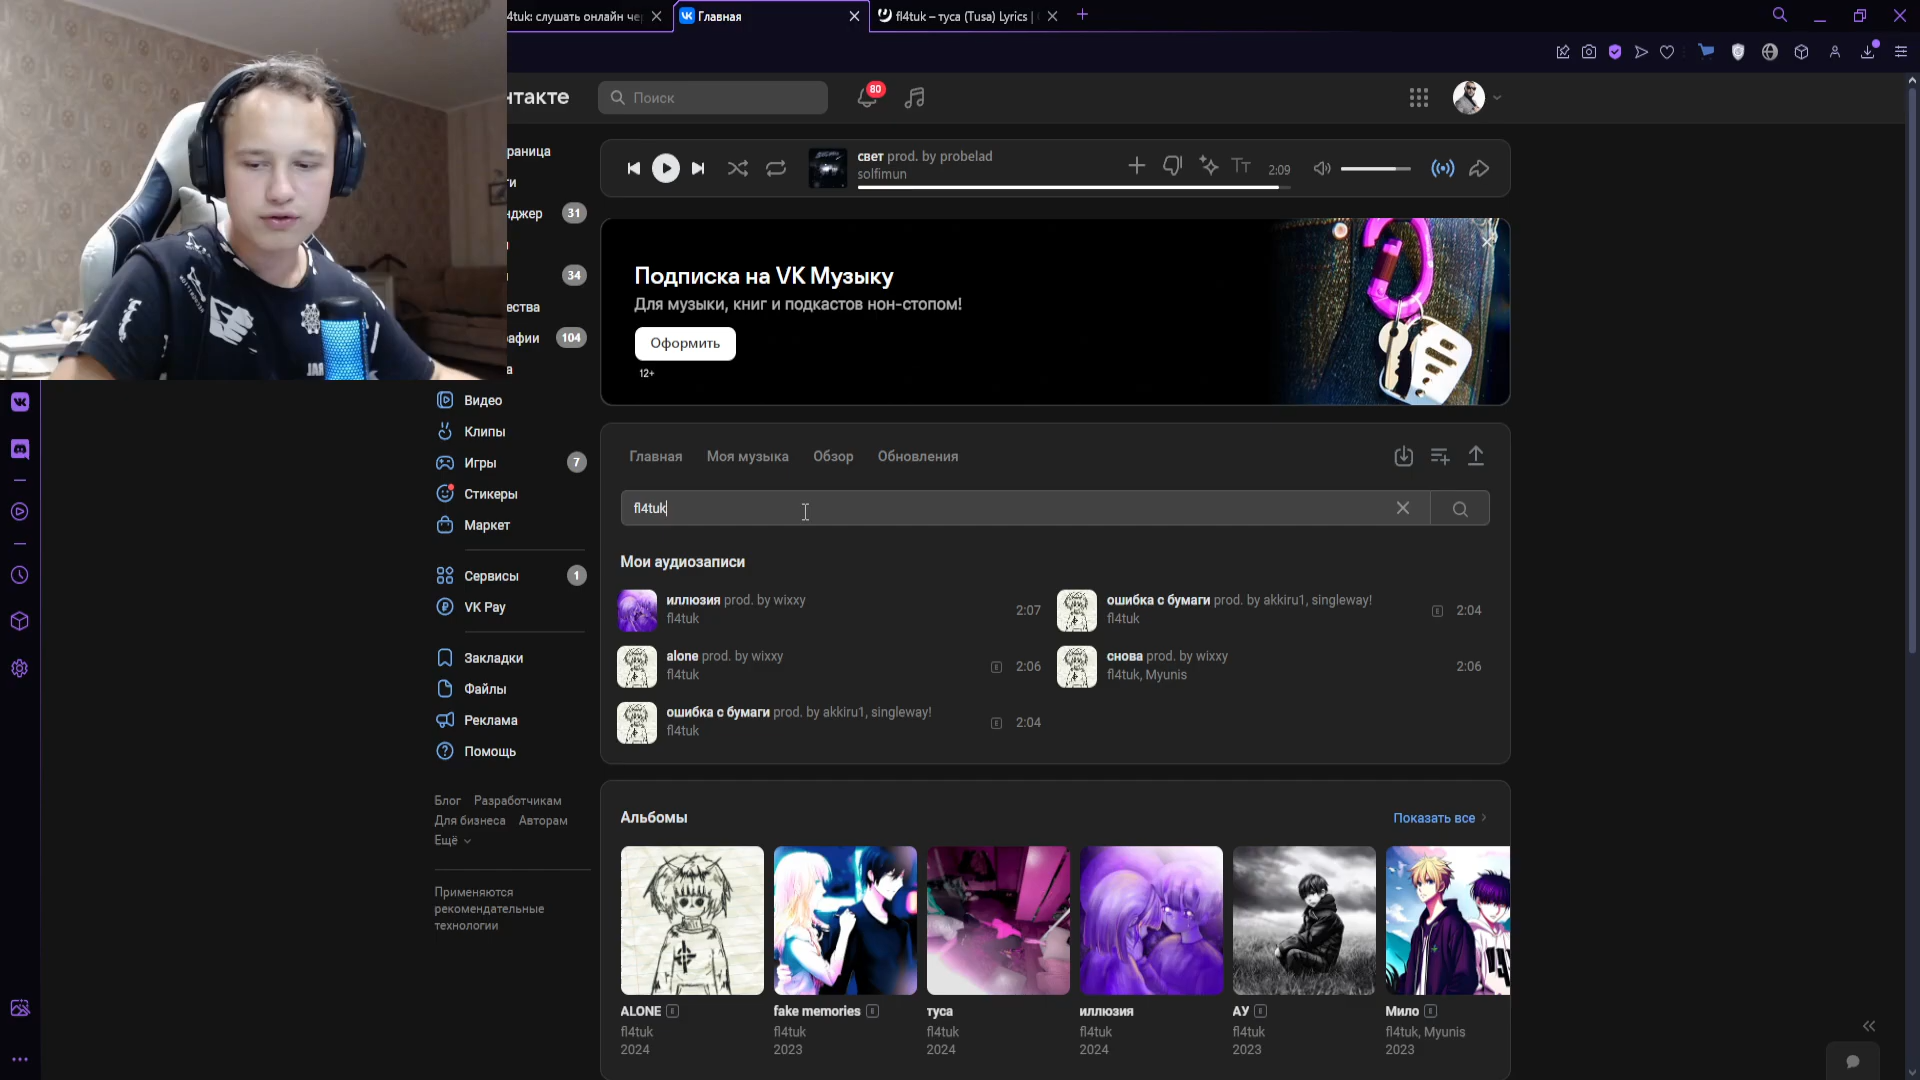 4tuk: слушать онлайн че
Главная
fl4tuk – туса (Tusa) Lyrics |
нтакте
Поиск
80
раница
ти
нджер
31
34
ества
афии
104
а
Видео
Клипы
Игры
7
Стикеры
Маркет
Сервисы
1
VK Pay
Закладки
Файлы
Реклама
Помощь
Блог Разработчикам
Для бизнеса Авторам
Ещё
Применяются
рекомендательные
технологии
свет prod. by probelad
solfimun
2:09
Подписка на VK Музыку
Для музыки, книг и подкастов нон-стопом!
Оформить
12+
Главная Моя музыка Обзор Обновления
fl4tuk
Мои аудиозаписи
иллюзия prod. by wixxy
fl4tuk
2:07
ошибка с бумаги prod. by akkiru1, singleway!
fl4tuk
E 2:04
alone prod. by wixxy
fl4tuk
E 2:06
снова prod. by wixxy
fl4tuk, Myunis
2:06
ошибка с бумаги prod. by akkiru1, singleway!
fl4tuk
E 2:04
Альбомы
Показать все
ALONE E
fl4tuk
2024
fake memories E
fl4tuk
2023
туса
fl4tuk
2024
иллюзия
fl4tuk
2024
АУ E
fl4tuk
2023
Мило E
fl4tuk, Myunis
2023